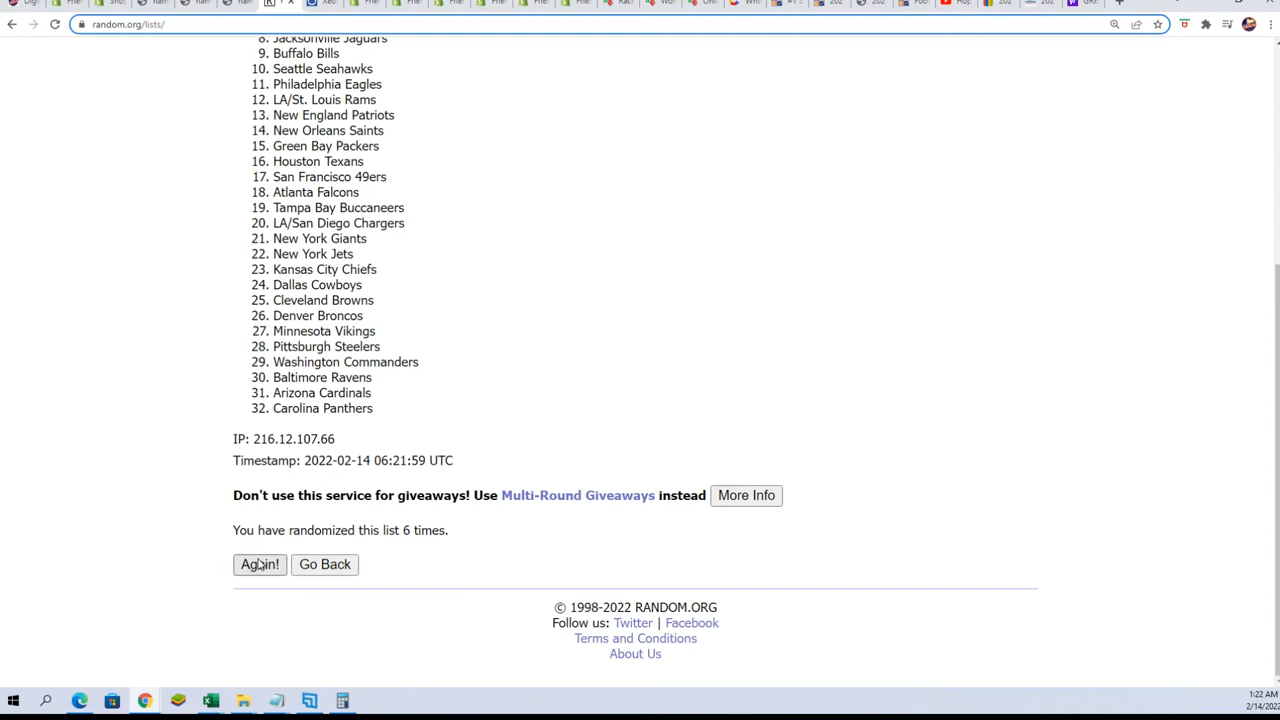 random.org/lists/
8. Jacksonville Jaguars
9. Buffalo Bills
10. Seattle Seahawks
11. Philadelphia Eagles
12. LA/St. Louis Rams
13. New England Patriots
14. New Orleans Saints
15. Green Bay Packers
16. Houston Texans
17. San Francisco 49ers
18. Atlanta Falcons
19. Tampa Bay Buccaneers
20. LA/San Diego Chargers
21. New York Giants
22. New York Jets
23. Kansas City Chiefs
24. Dallas Cowboys
25. Cleveland Browns
26. Denver Broncos
27. Minnesota Vikings
28. Pittsburgh Steelers
29. Washington Commanders
30. Baltimore Ravens
31. Arizona Cardinals
32. Carolina Panthers
IP: 216.12.107.66
Timestamp: 2022-02-14 06:21:59 UTC
Don't use this service for giveaways! Use Multi-Round Giveaways instead More Info
You have randomized this list 6 times.
Again! Go Back
© 1998-2022 RANDOM.ORG
Follow us: Twitter | Facebook
Terms and Conditions
About Us
1:22 AM
2/14/2022